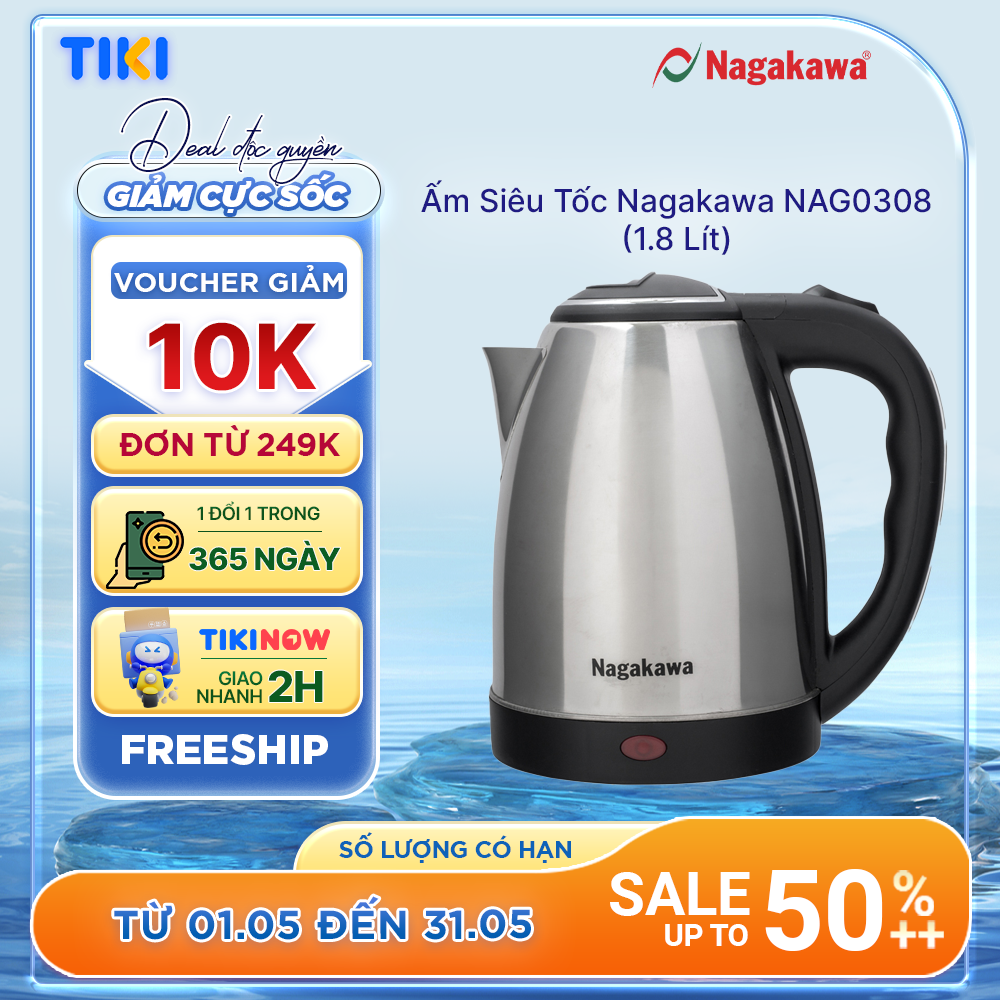 TIKI
Nagakawa®
Deal độc quyền
GIẢM CỰC SỐC
Ấm Siêu Tốc Nagakawa NAG0308
(1.8 Lít)
VOUCHER GIẢM
10K
ĐƠN TỪ 249K
1 ĐỔI 1 TRONG
365 NGÀY
TIKINOW
GIAO
NHANH 2H
FREESHIP
Nagakawa
SỐ LƯỢNG CÓ HẠN
TỪ 01.05 ĐẾN 31.05
SALE
UP TO 50%
++